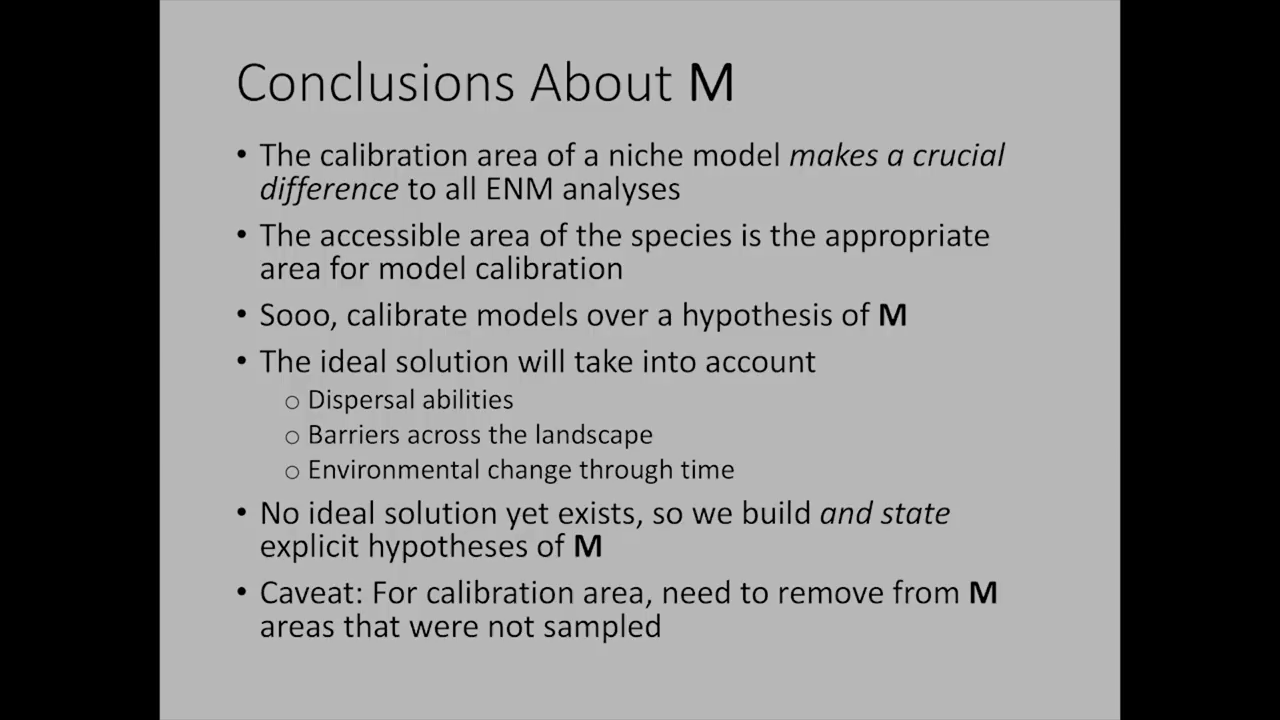 Conclusions About M
• The calibration area of a niche model makes a crucial
difference to all ENM analyses
• The accessible area of the species is the appropriate
area for model calibration
• Sooo, calibrate models over a hypothesis of M
• The ideal solution will take into account
o Dispersal abilities
o Barriers across the landscape
o Environmental change through time
• No ideal solution yet exists, so we build and state
explicit hypotheses of M
• Caveat: For calibration area, need to remove from M
areas that were not sampled